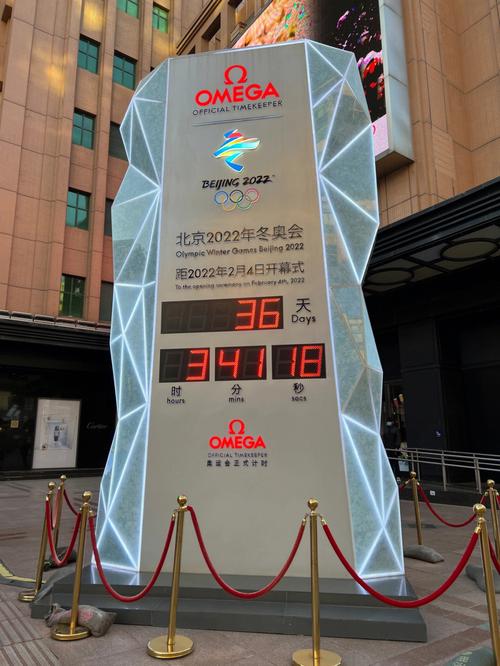 OMEGA
OFFICIAL TIMEKEEPER
BEIJING 2022™
北京2022年冬奥会
Olympic Winter Games Beijing 2022
距2022年2月4日开幕式
To the opening ceremony on February 4th, 2022
36 天
Days
3 41 18
时 分 秒
hours mins secs
OMEGA
OFFICIAL TIMEKEEPER
奥运会正式计时
Cartier